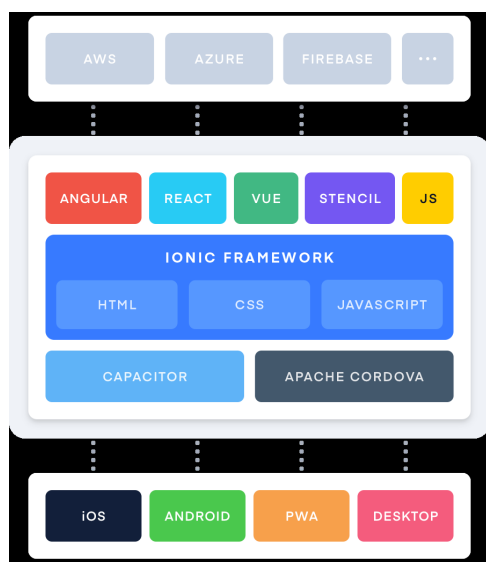 AWS AZURE FIREBASE ...
ANGULAR REACT VUE STENCIL JS
IONIC FRAMEWORK
HTML CSS JAVASCRIPT
CAPACITOR APACHE CORDOVA
iOS ANDROID PWA DESKTOP